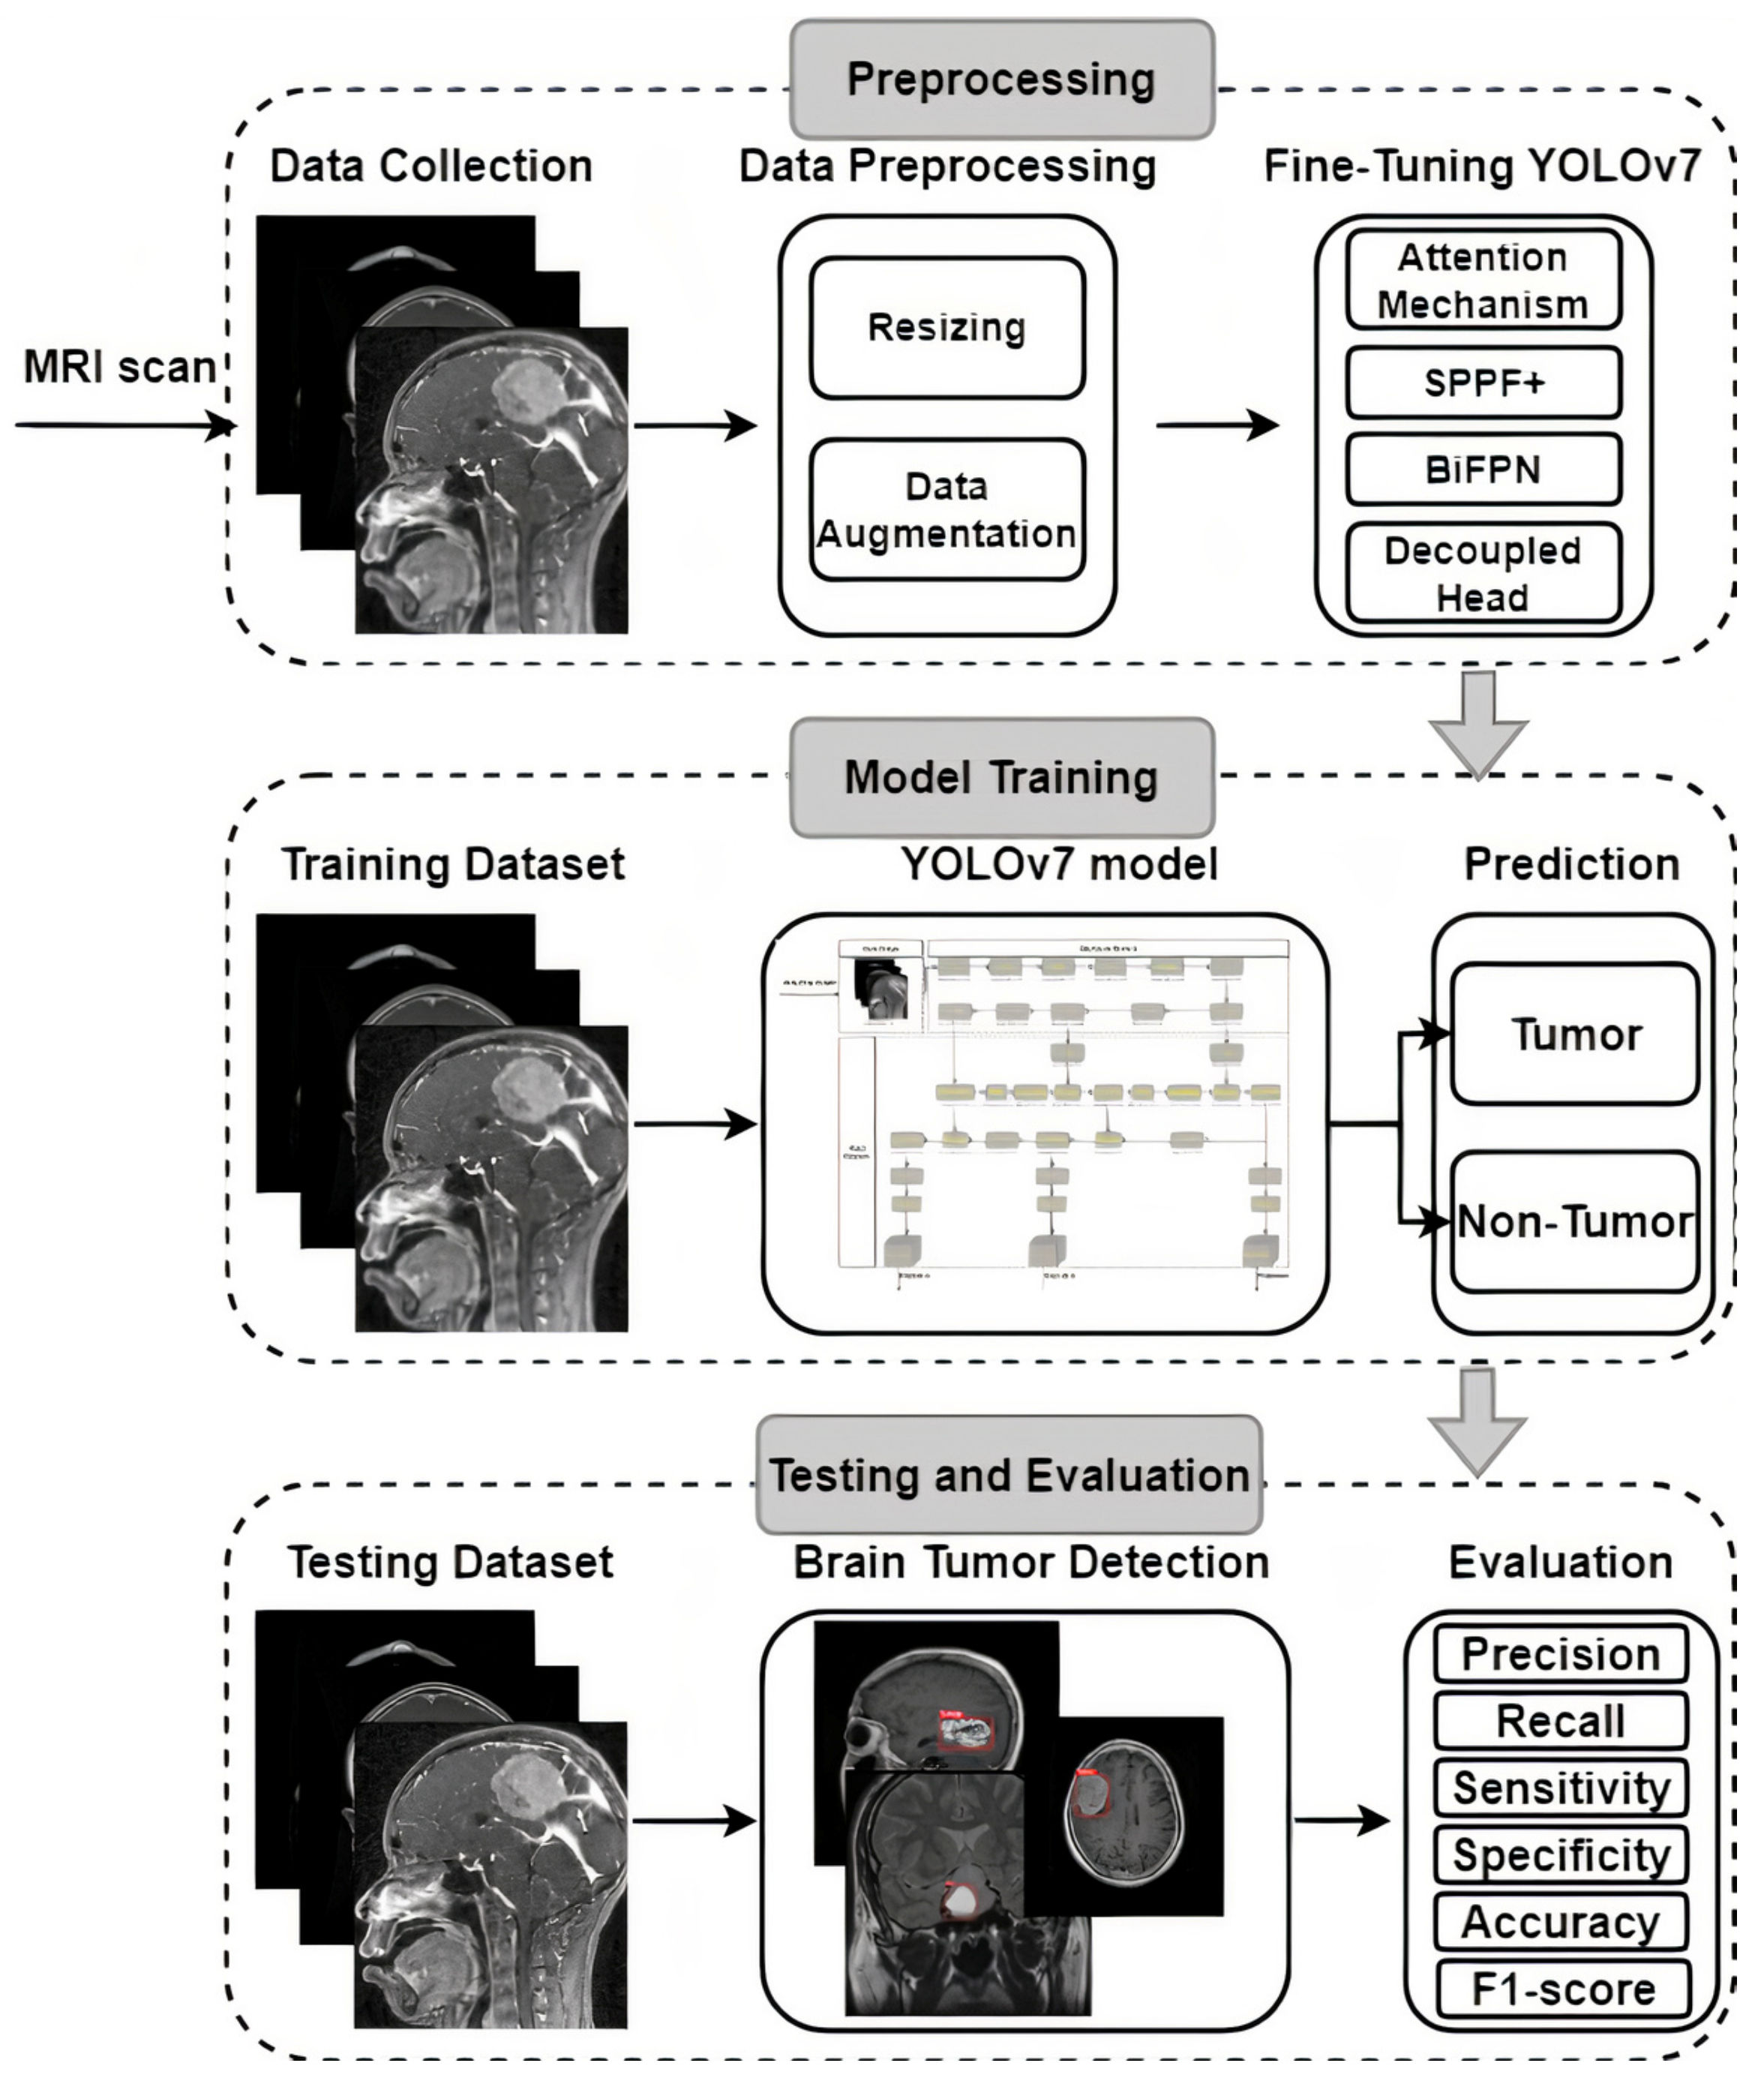 Preprocessing
Data Collection
Data Preprocessing
Fine-Tuning YOLOv7
MRI scan
Resizing
Data
Augmentation
Attention
Mechanism
SPPF+
BiFPN
Decoupled
Head
Model Training
Training Dataset
YOLOv7 model
Prediction
Tumor
Non-Tumor
Testing and Evaluation
Testing Dataset
Brain Tumor Detection
Evaluation
Precision
Recall
Sensitivity
Specificity
Accuracy
F1-score